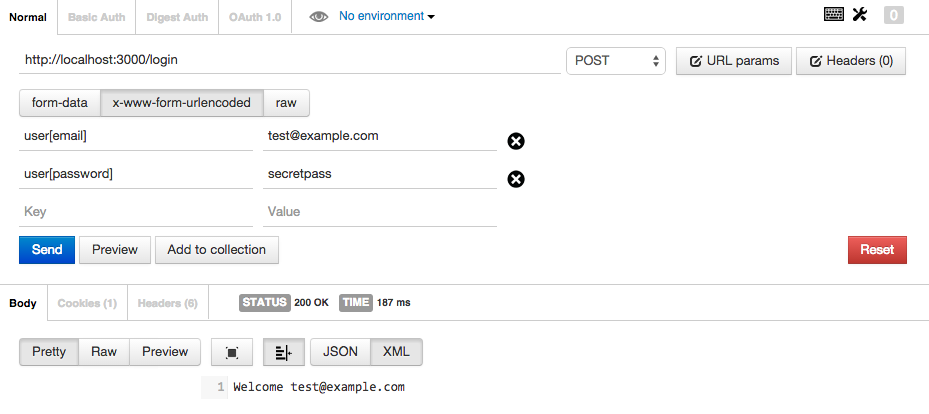 Normal Basic Auth Digest Auth OAuth 1.0 No environment 0
http://localhost:3000/login POST URL params Headers (0)
form-data x-www-form-urlencoded raw
user[email] test@example.com
user[password] secretpass
Key Value
Send Preview Add to collection Reset
Body Cookies (1) Headers (6) STATUS 200 OK TIME 187 ms
Pretty Raw Preview JSON XML
1 Welcome test@example.com